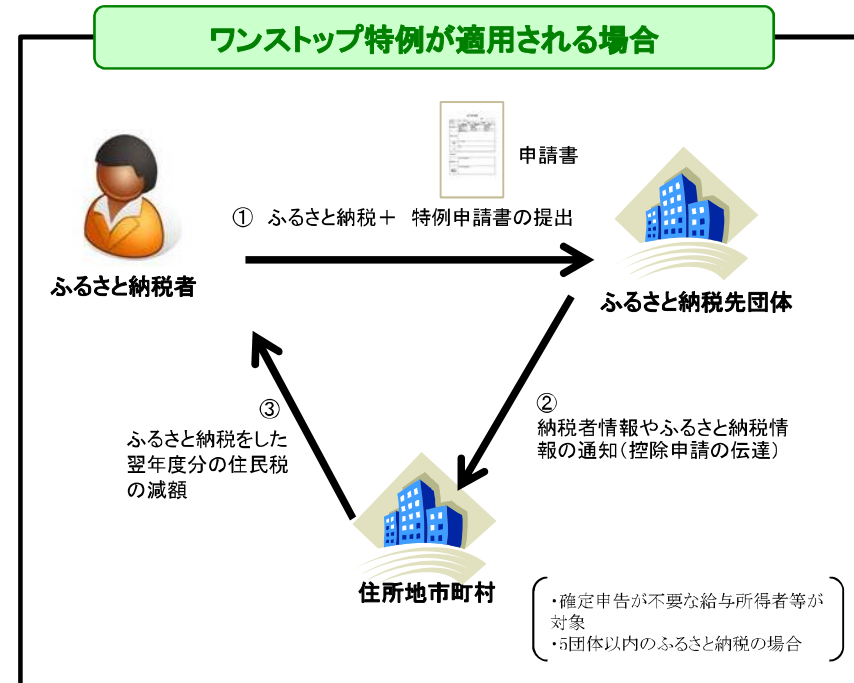 ワンストップ特例が適用される場合
申請書
① ふるさと納税＋ 特例申請書の提出
ふるさと納税者
ふるさと納税先団体
②
納税者情報やふるさと納税情
報の通知（控除申請の伝達）
③
ふるさと納税をした
翌年度分の住民税
の減額
住所地市町村
・確定申告が不要な給与所得者等が
対象
・5団体以内のふるさと納税の場合